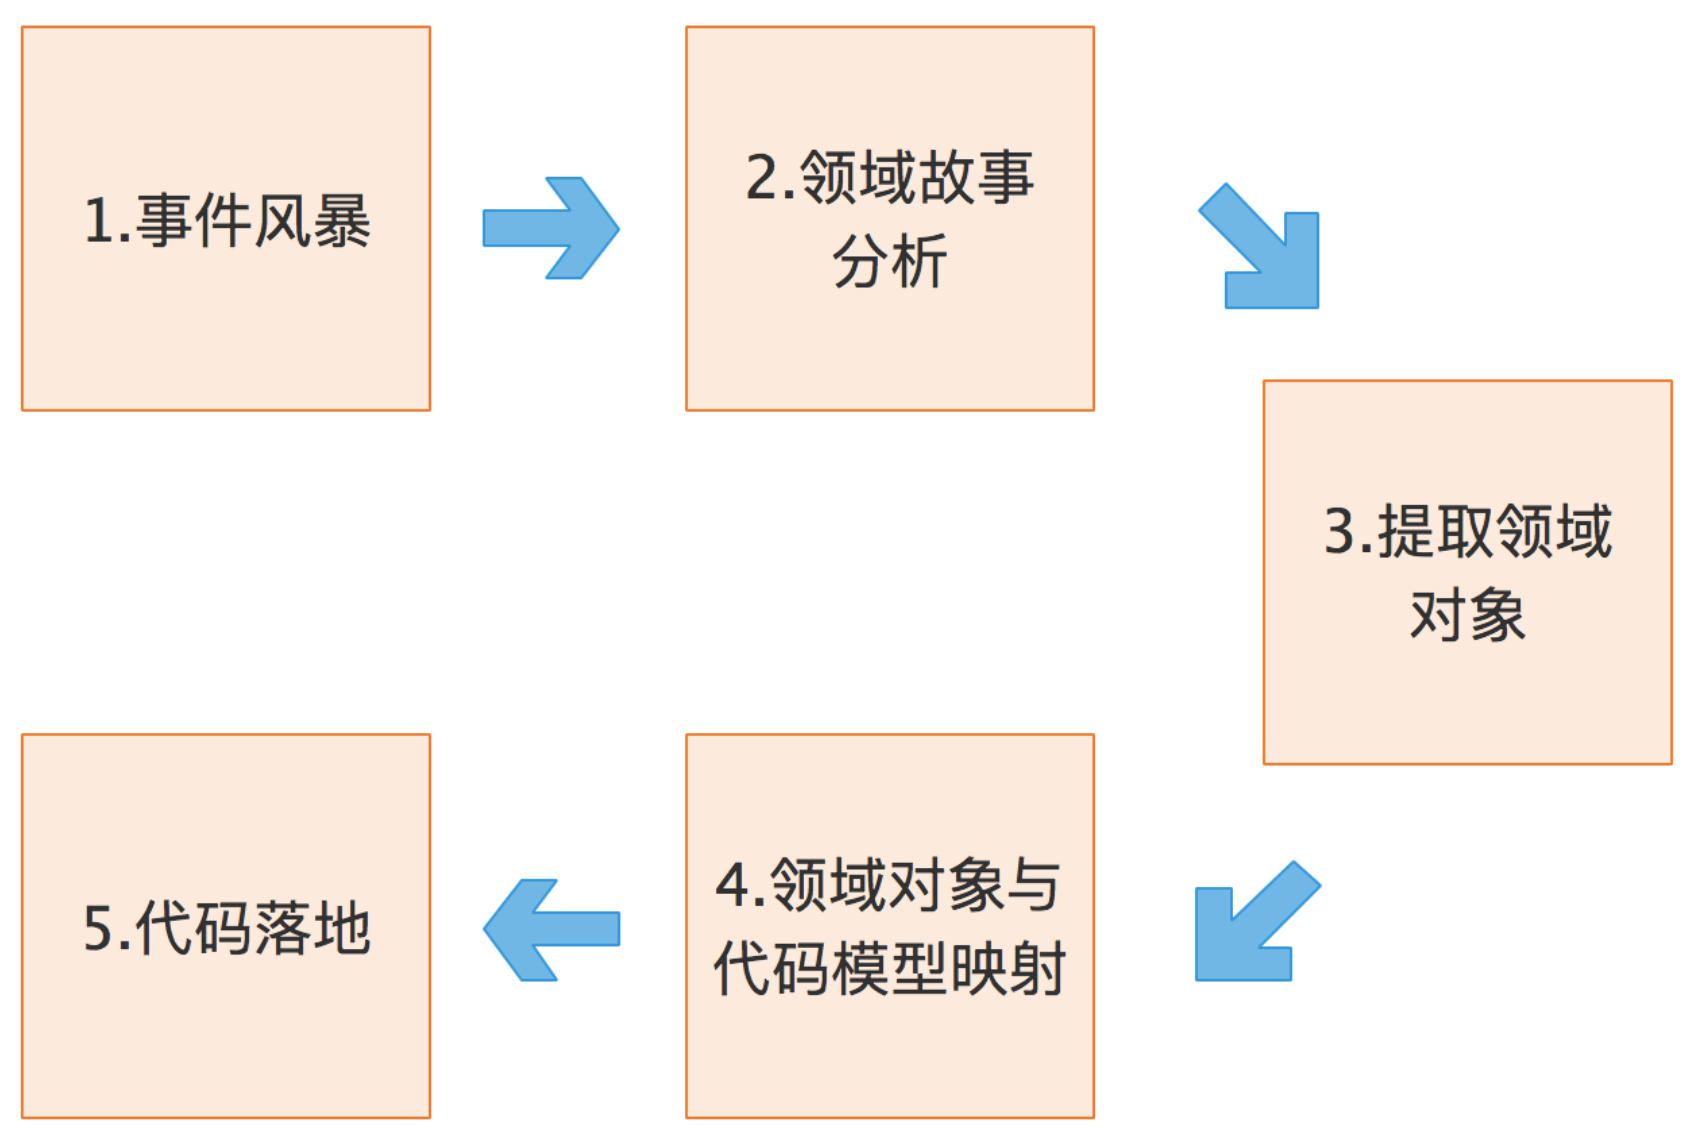 1.事件风暴
2.领域故事
分析
3.提取领域
对象
4.领域对象与
代码模型映射
5.代码落地